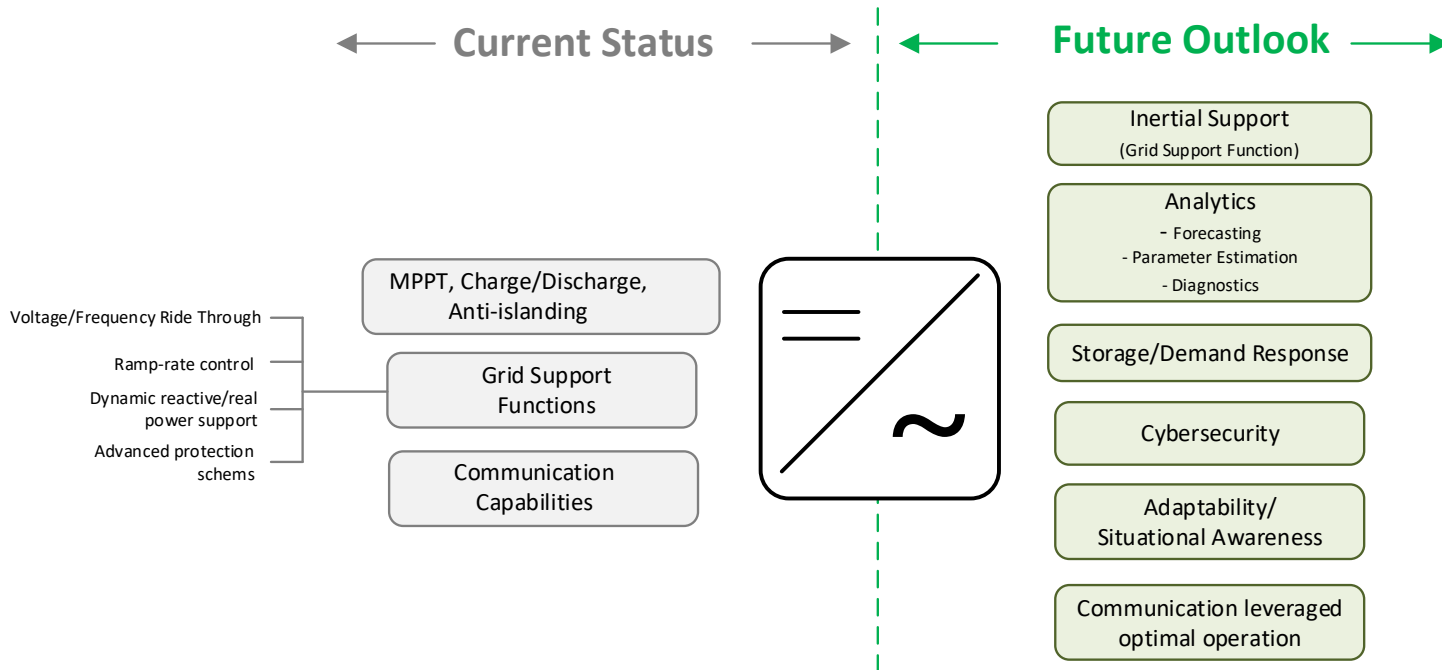 Current Status
Future Outlook
MPPT, Charge/Discharge,
Anti-islanding
Voltage/Frequency Ride Through
Ramp-rate control
Dynamic reactive/real
power support
Advanced protection
schems
Grid Support
Functions
Communication
Capabilities
~
Inertial Support
(Grid Support Function)
Analytics
- Forecasting
- Parameter Estimation
- Diagnostics
Storage/Demand Response
Cybersecurity
Adaptability/
Situational Awareness
Communication leveraged
optimal operation